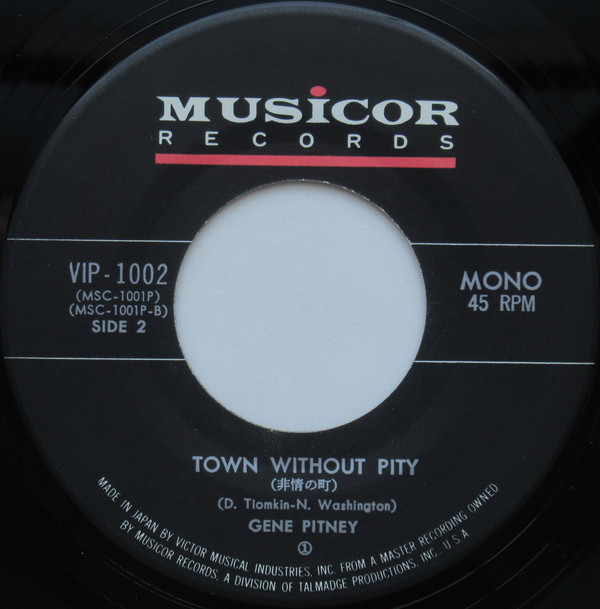 MUSICOR
RECORDS
VIP-1002
(MSC-1001P)
(MSC-1001P-B)
SIDE 2
MONO
45 RPM
TOWN WITHOUT PITY
(非情の町)
(D. Tiomkin-N. Washington)
GENE PITNEY
①
MADE IN JAPAN BY VICTOR MUSICAL INDUSTRIES, INC. FROM A MASTER RECORDING OWNED
BY MUSICOR RECORDS, A DIVISION OF TALMADGE PRODUCTIONS, INC., U.S.A.